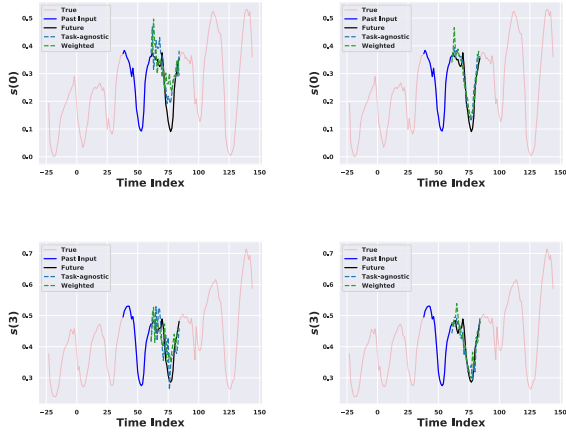 0.5
0.4
0.3
0.2
0.1
0.0
s(0)
True
Past Input
Future
Task-agnostic
Weighted
−25 0 25 50 75 100 125 150
Time Index
0.5
0.4
0.3
0.2
0.1
0.0
s(0)
True
Past Input
Future
Task-agnostic
Weighted
−25 0 25 50 75 100 125 150
Time Index
0.7
0.6
0.5
0.4
0.3
s(3)
True
Past Input
Future
Task-agnostic
Weighted
−25 0 25 50 75 100 125 150
Time Index
0.7
0.6
0.5
0.4
0.3
s(3)
True
Past Input
Future
Task-agnostic
Weighted
−25 0 25 50 75 100 125 150
Time Index